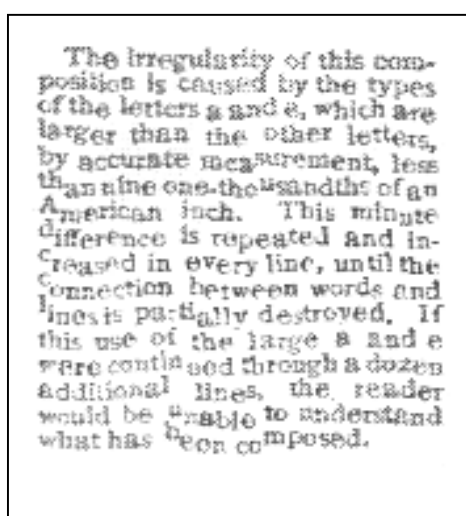 The irregularity of this com-
position is caused by the types
of the letters a and e, which are
larger than the other letters,
by accurate measurement, less
than nine one-thousandths of an
American inch. This minute
difference is repeated and in-
creased in every line, until the
connection between words and
lines is partially destroyed. If
this use of the large a and e
were continued through a dozen
additional lines, the reader
would be unable to understand
what has been composed.